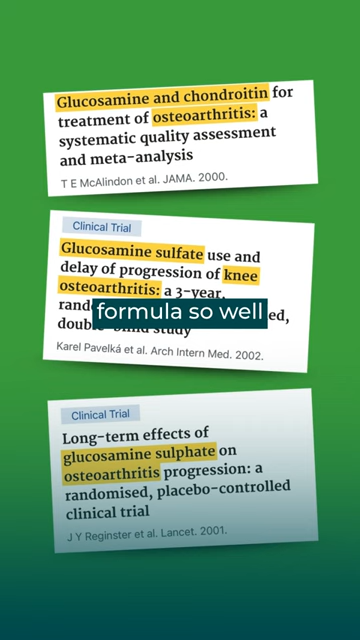 Glucosamine and chondroitin for
treatment of osteoarthritis: a
systematic quality assessment
and meta-analysis
T E McAlindon et al. JAMA. 2000.
Clinical Trial
Glucosamine sulfate use and
delay of progression of knee
osteoarthritis: a 3-year,
formula so well
ed,
study
Karel Pavelká et al. Arch Intern Med. 2002.
Clinical Trial
Long-term effects of
glucosamine sulphate on
osteoarthritis progression: a
randomised, placebo-controlled
clinical trial
J Y Reginster et al. Lancet. 2001.